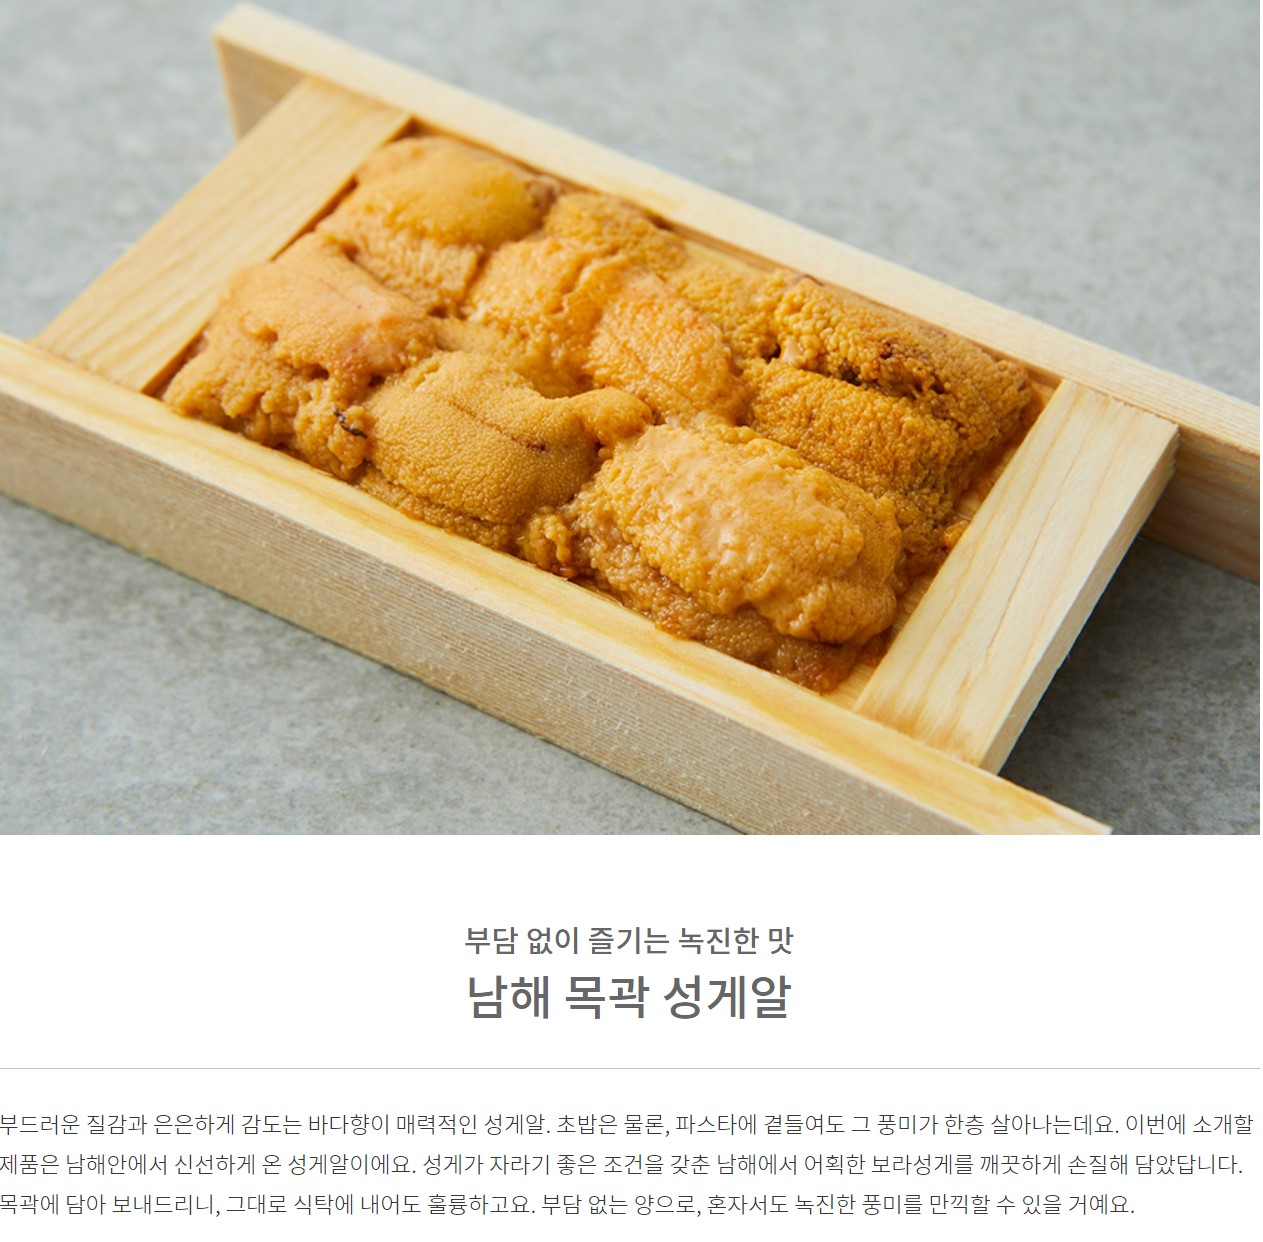 부담 없이 즐기는 녹진한 맛
남해 목곽 성게알
부드러운 질감과 은은하게 감도는 바다향이 매력적인 성게알. 초밥은 물론, 파스타에 곁들여도 그 풍미가 한층 살아나는데요. 이번에 소개할
제품은 남해안에서 신선하게 온 성게알이에요. 성게가 자라기 좋은 조건을 갖춘 남해에서 어획한 보라성게를 깨끗하게 손질해 담았답니다.
목곽에 담아 보내드리니, 그대로 식탁에 내어도 훌륭하고요. 부담 없는 양으로, 혼자서도 녹진한 풍미를 만끽할 수 있을 거예요.